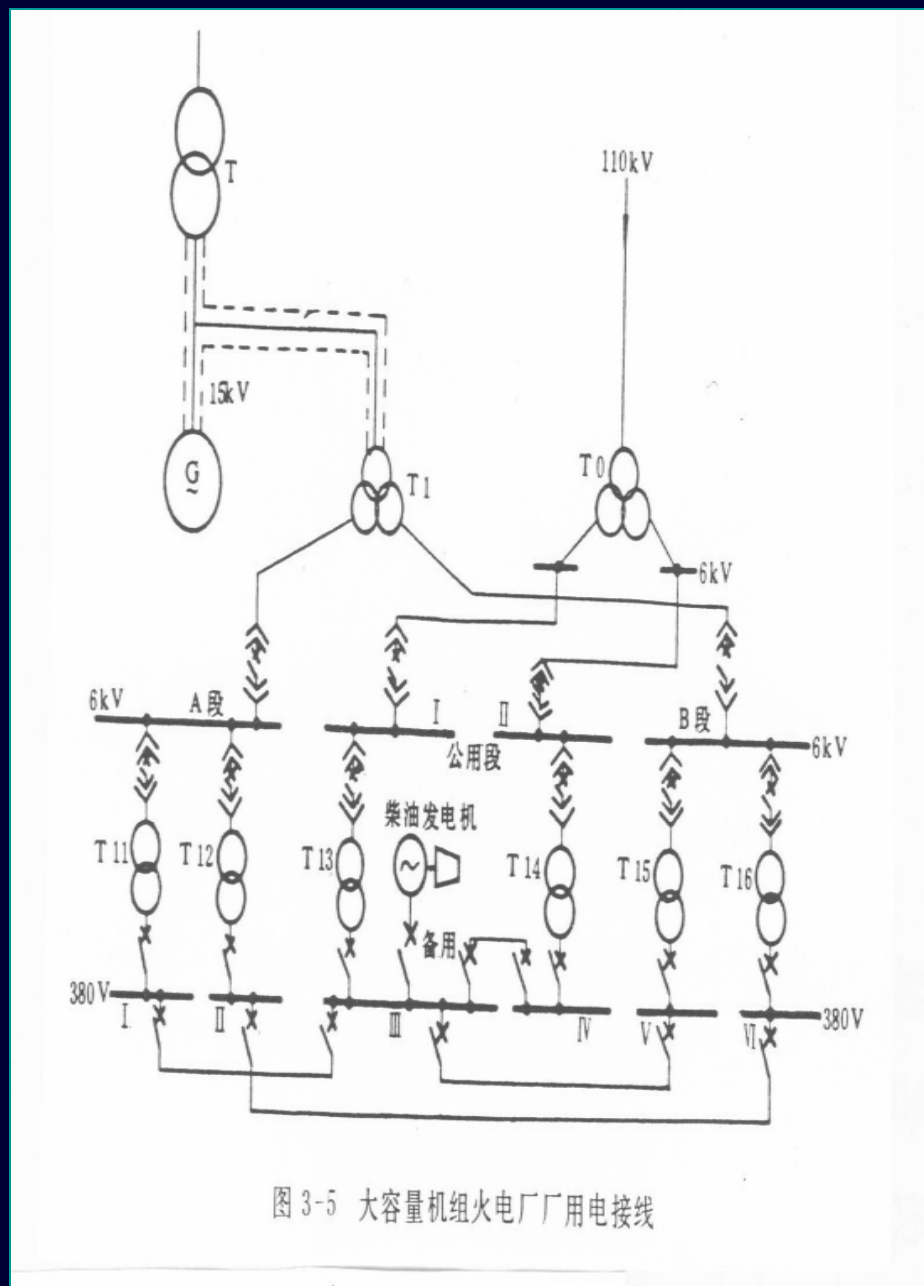 T
110kV
15kV
G
~
T1
T0
6kV
6kV
A段
I
II
B段
公用段
6kV
柴油发电机
T11
T12
T13
~
T14
T15
T16
备用
380V
I
II
III
IV
V
VI
380V
图 3-5 大容量机组火电厂厂用电接线